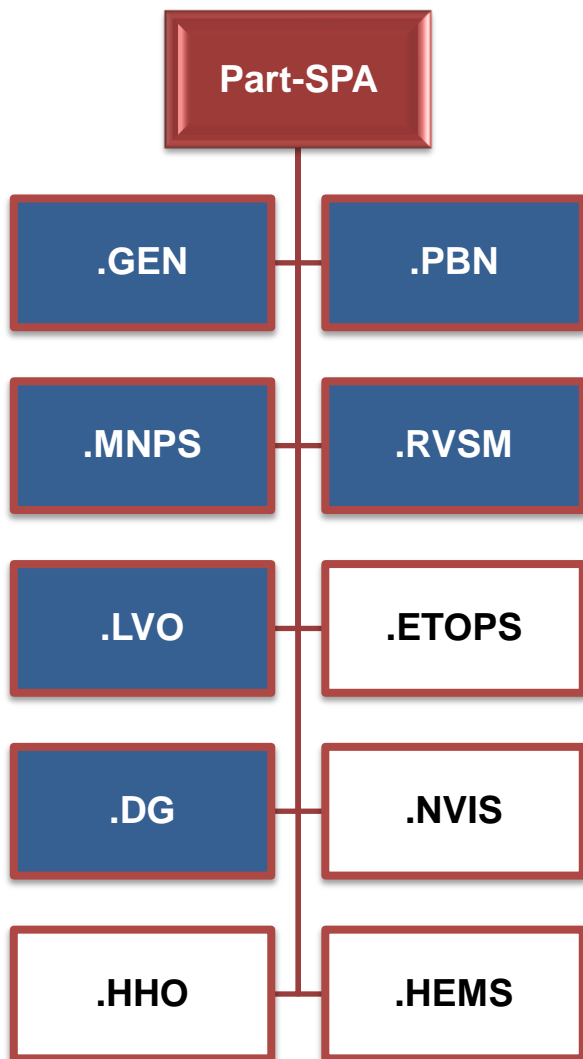 Part-SPA
.GEN
.PBN
.MNPS
.RVSM
.LVO
.ETOPS
.DG
.NVIS
.HHO
.HEMS